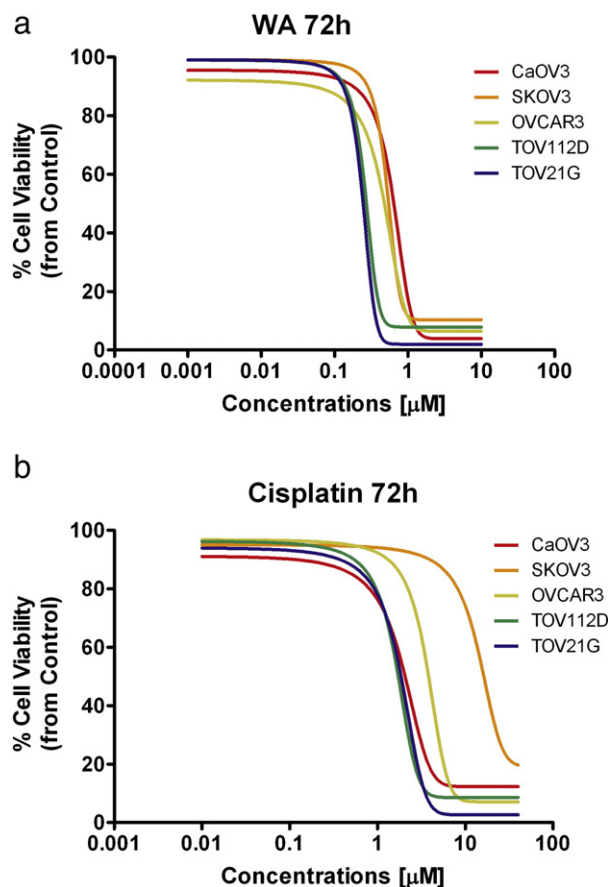 a
WA 72h
% Cell Viability
(from Control)
100
80
60
40
20
0
0.0001 0.001 0.01 0.1 1 10 100
Concentrations [µM]
CaOV3
SKOV3
OVCAR3
TOV112D
TOV21G
b
Cisplatin 72h
% Cell Viability
(from Control)
100
80
60
40
20
0
0.001 0.01 0.1 1 10 100
Concentrations [µM]
CaOV3
SKOV3
OVCAR3
TOV112D
TOV21G